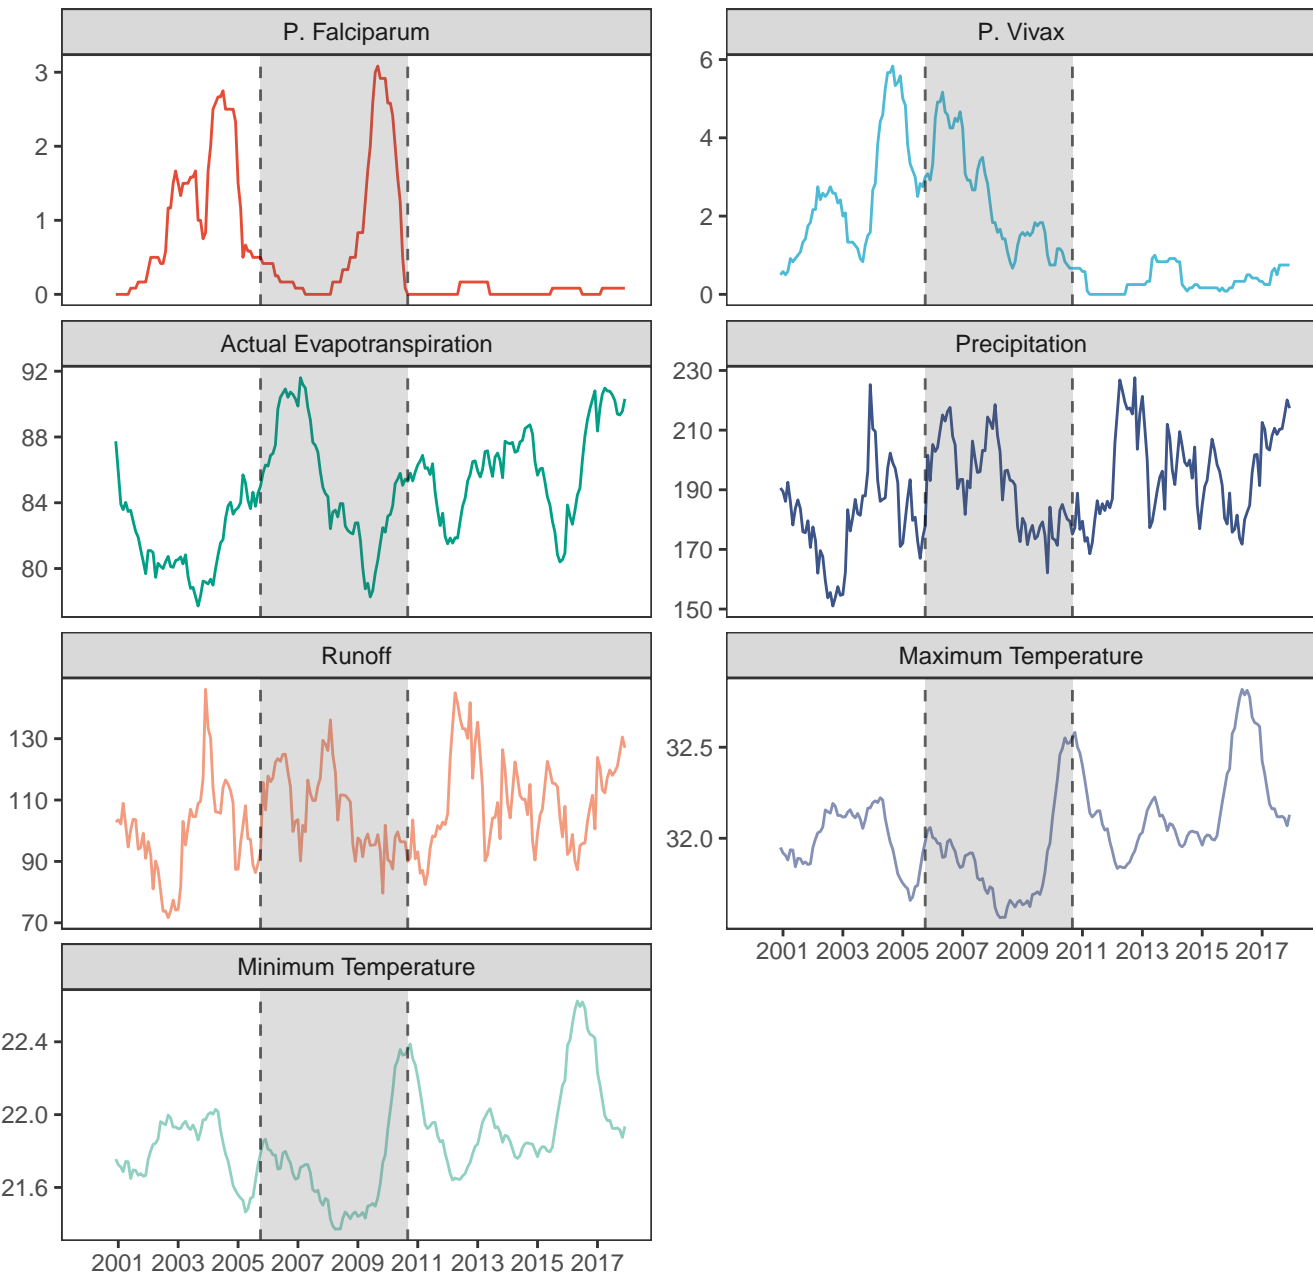 P. Falciparum
P. Vivax
3
2
1
0
6
4
2
0
Actual Evapotranspiration
Precipitation
92
88
84
80
230
210
190
170
150
Runoff
Maximum Temperature
130
110
90
70
32.5
32.0
2001 2003 2005 2007 2009 2011 2013 2015 2017
Minimum Temperature
22.4
22.0
21.6
2001 2003 2005 2007 2009 2011 2013 2015 2017